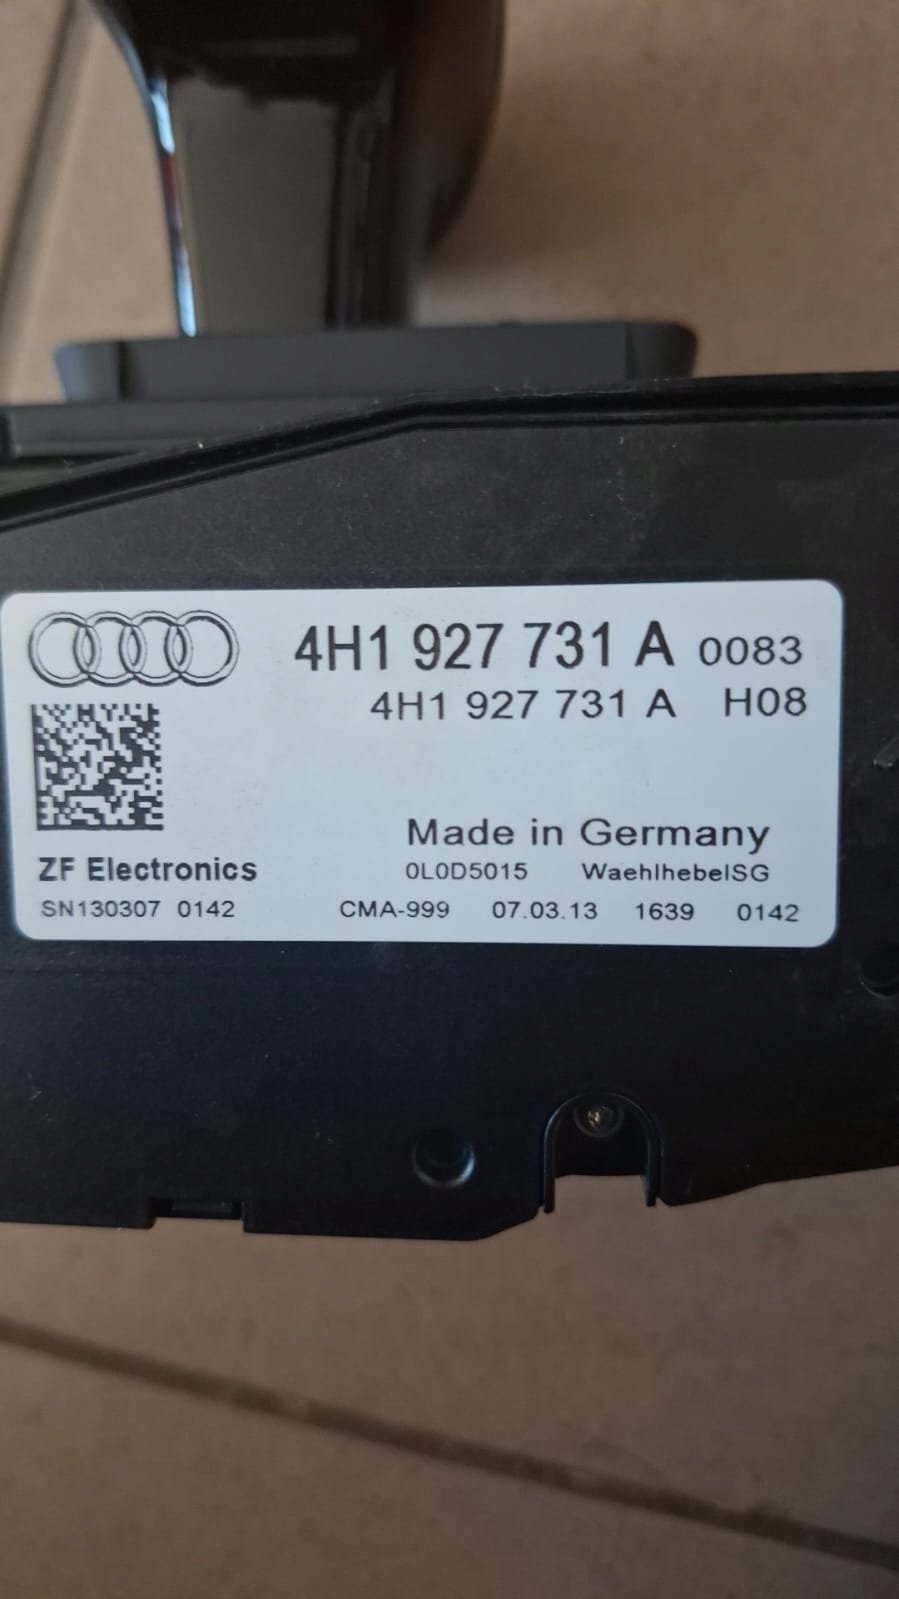 4H1 927 731 A 0083
4H1 927 731 A H08
Made in Germany
ZF Electronics 0L0D5015 WaehlhebelSG
SN130307 0142 CMA-999 07.03.13 1639 0142